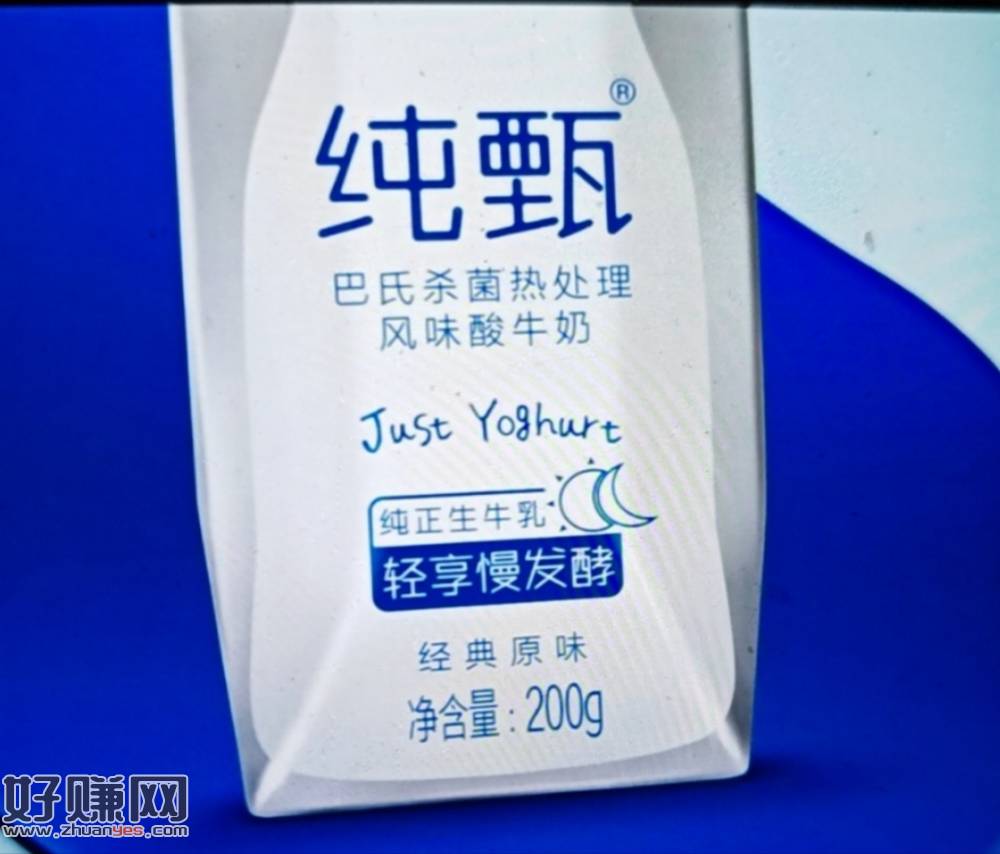 纯甄®
巴氏杀菌热处理
风味酸牛奶
Just Yoghurt
纯正生牛乳
轻享慢发酵
经典原味
净含量:200g
好赚网
www.zhuanyes.com